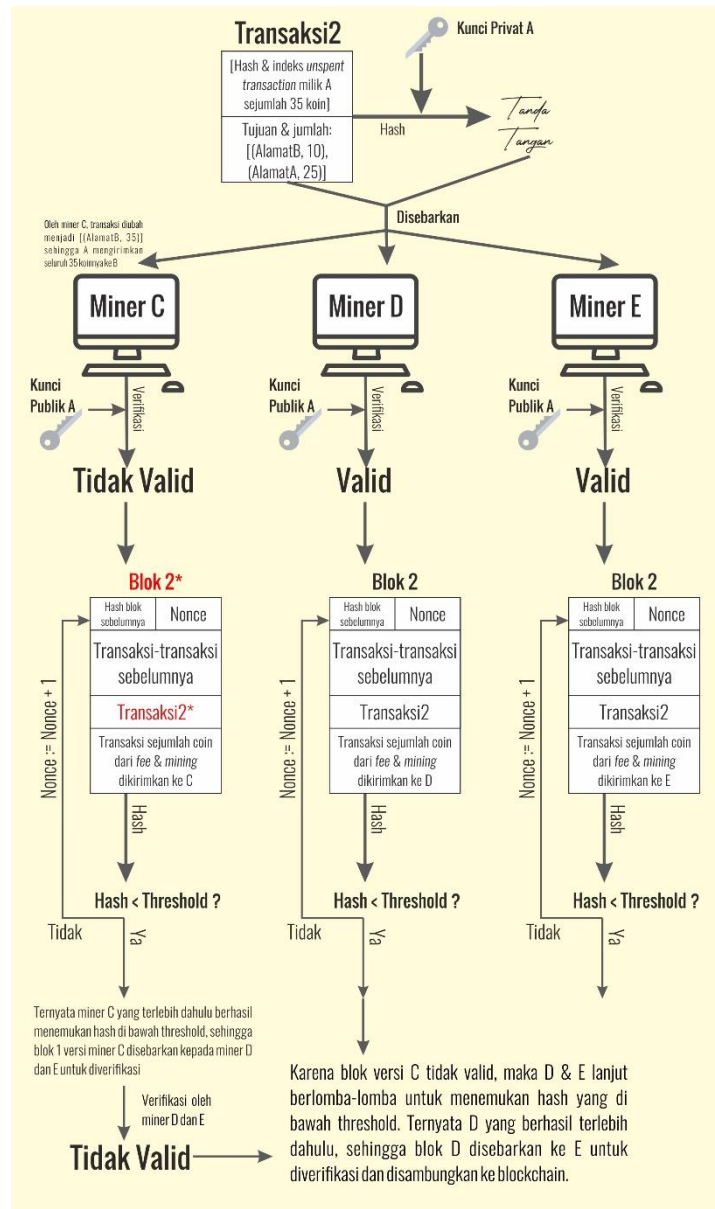 Transaksi2
Kunci Privat A
[Hash & indeks unspent
transaction milik A
sejumlah 35 koin]
Hash
Tanda
Tangan
Tujuan & jumlah:
[(AlamatB, 10),
(AlamatA, 25)]
Disebarkan
Oleh miner C, transaksi diubah
menjadi [(AlamatB, 35)]
sehingga A mengirimkan
seluruh 35 koinnya ke B
Miner C
Miner D
Miner E
Kunci
Publik A
Verifikasi
Kunci
Publik A
Verifikasi
Kunci
Publik A
Verifikasi
Tidak Valid
Valid
Valid
Blok 2*
Hash blok
sebelumnya
Nonce
Transaksi-transaksi
sebelumnya
Transaksi2*
Transaksi sejumlah coin
dari fee & mining
dikirimkan ke C
Nonce := Nonce + 1
Hash
Hash < Threshold ?
Tidak
Ya
Blok 2
Hash blok
sebelumnya
Nonce
Transaksi-transaksi
sebelumnya
Transaksi2
Transaksi sejumlah coin
dari fee & mining
dikirimkan ke D
Nonce := Nonce + 1
Hash
Hash < Threshold ?
Tidak
Ya
Blok 2
Hash blok
sebelumnya
Nonce
Transaksi-transaksi
sebelumnya
Transaksi2
Transaksi sejumlah coin
dari fee & mining
dikirimkan ke E
Nonce := Nonce + 1
Hash
Hash < Threshold ?
Tidak
Ya
Ternyata miner C yang terlebih dahulu berhasil
menemukan hash di bawah threshold, sehingga
blok 1 versi miner C disebarkan kepada miner D
dan E untuk diverifikasi
Verifikasi oleh
miner D dan E
Tidak Valid
Karena blok versi C tidak valid, maka D & E lanjut
berlomba-lomba untuk menemukan hash yang di
bawah threshold. Ternyata D yang berhasil terlebih
dahulu, sehingga blok D disebarkan ke E untuk
diverifikasi dan disambungkan ke blockchain.